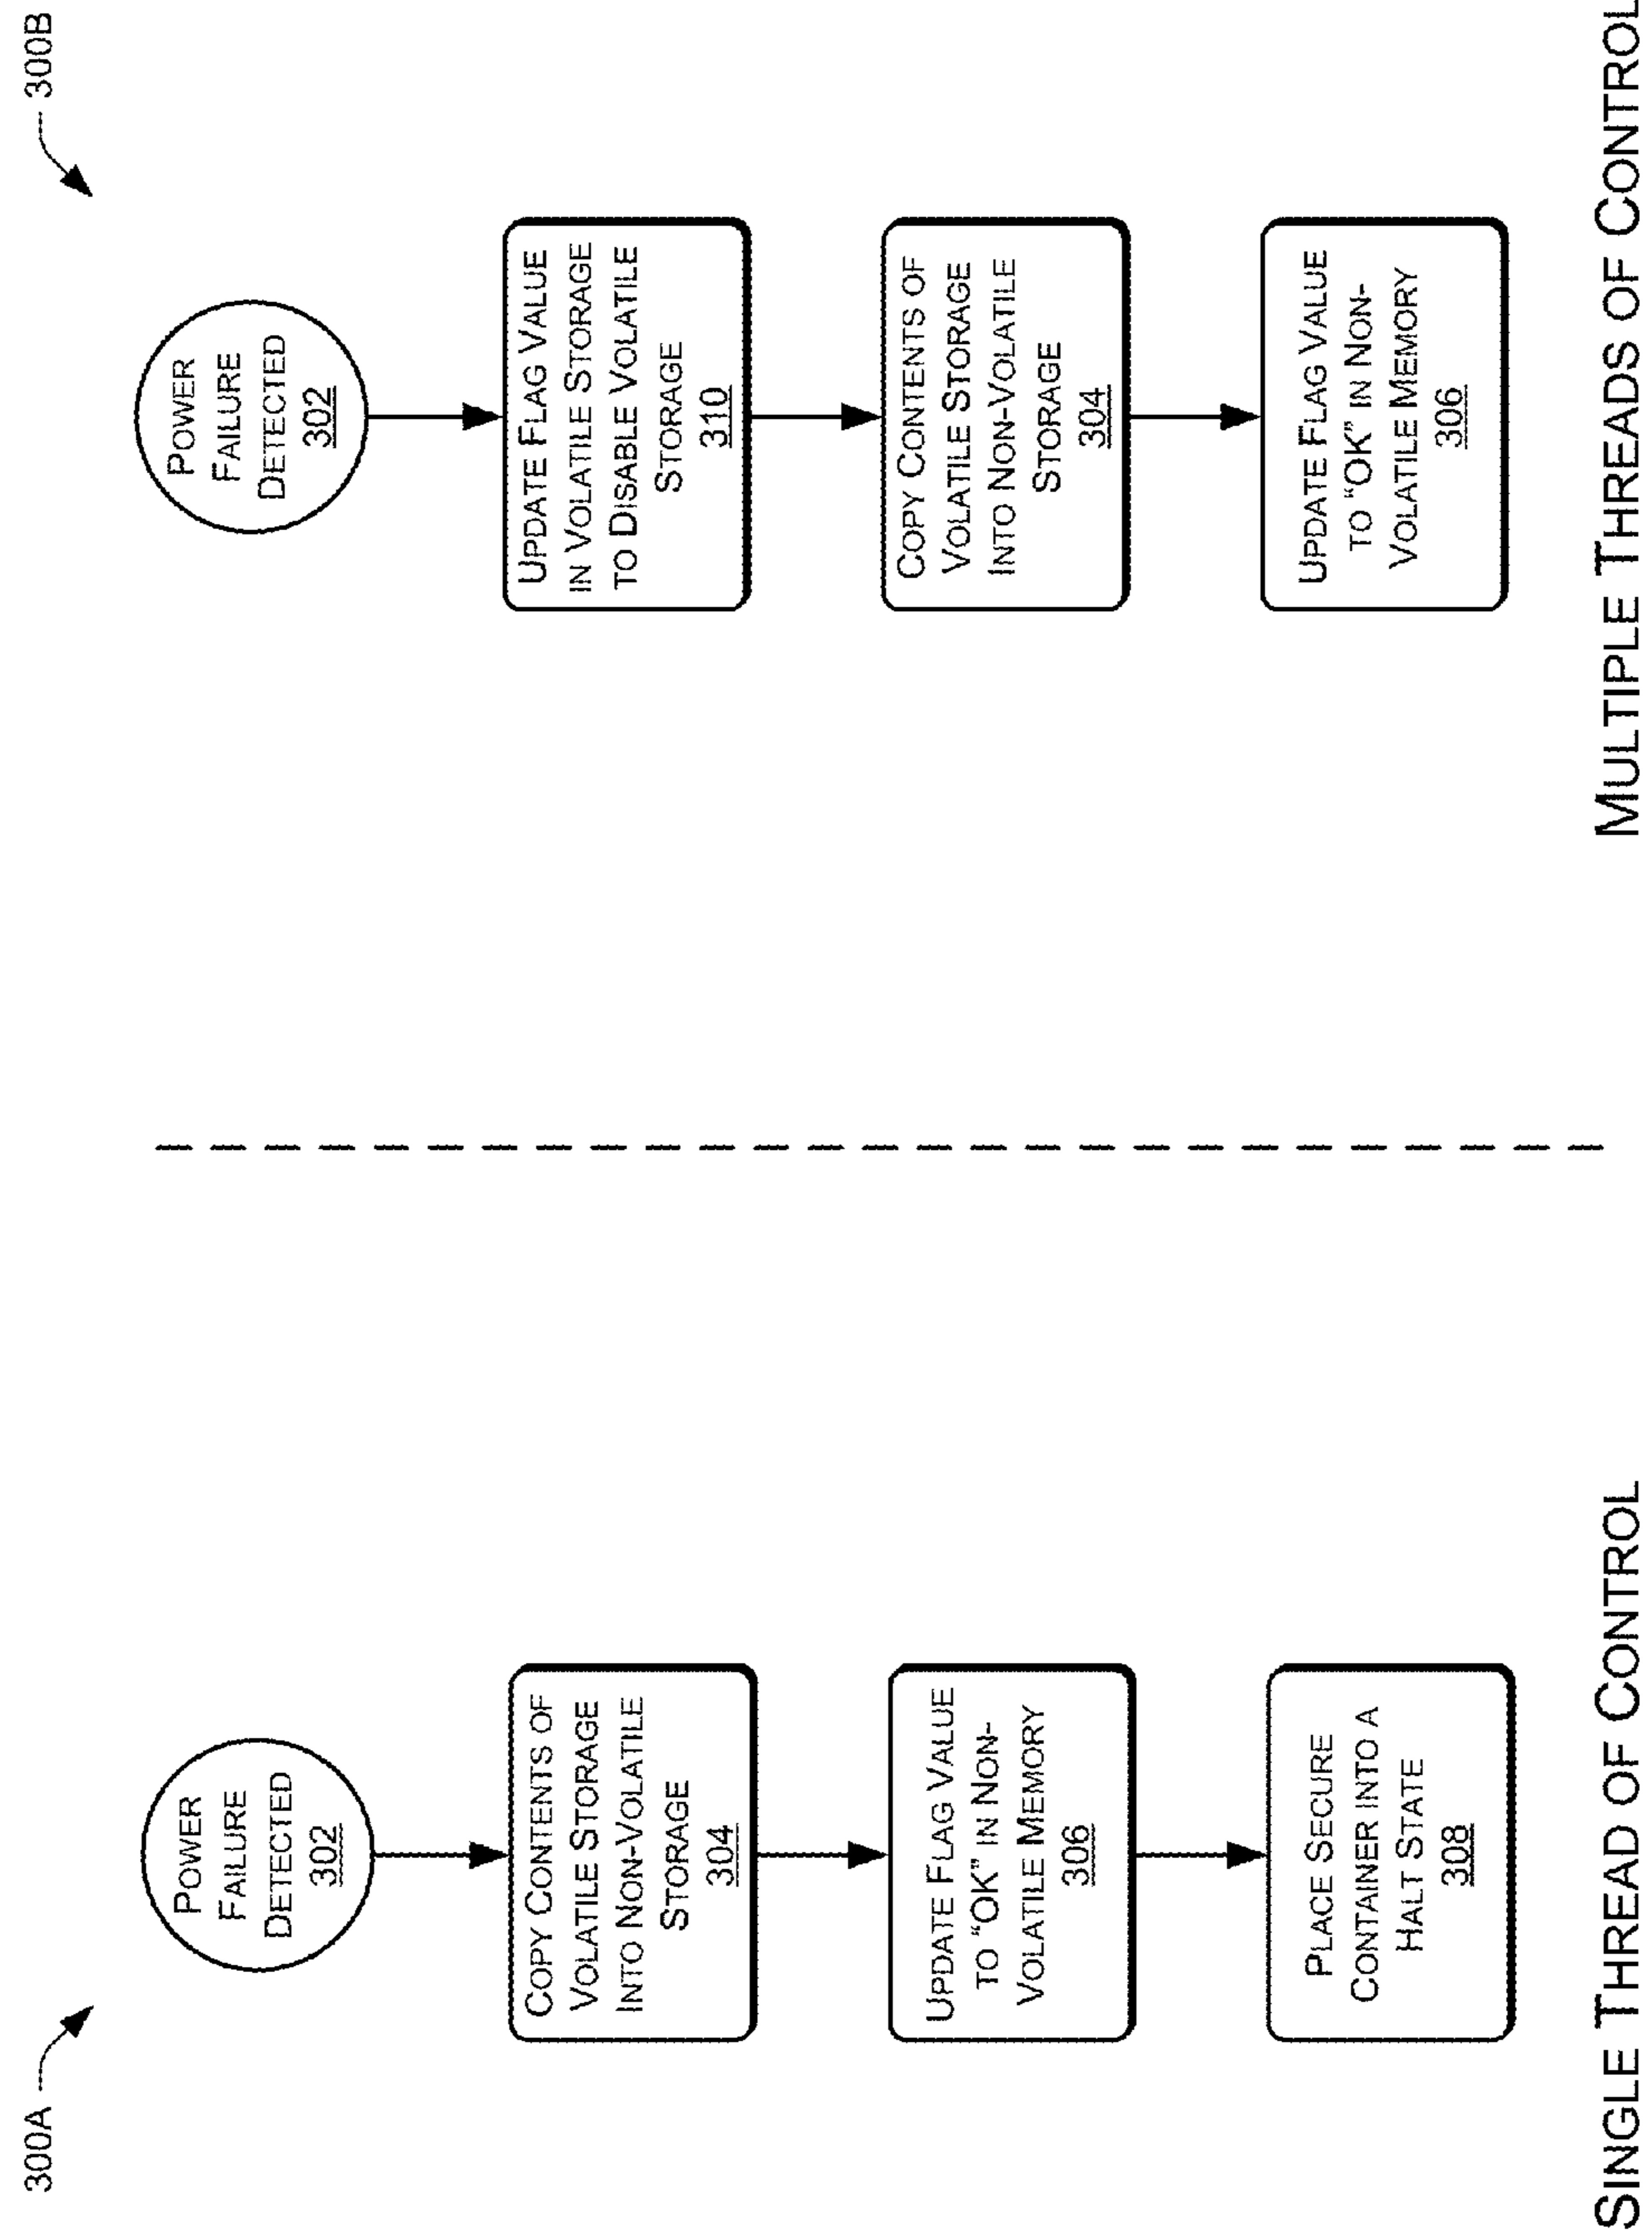 300A
POWER
FAILURE
DETECTED
302
COPY CONTENTS OF
VOLATILE STORAGE
INTO NON-VOLATILE
STORAGE
304
UPDATE FLAG VALUE
TO "OK" IN NON-
VOLATILE MEMORY
306
PLACE SECURE
CONTAINER INTO A
HALT STATE
308
SINGLE THREAD OF CONTROL
300B
POWER
FAILURE
DETECTED
302
UPDATE FLAG VALUE
IN VOLATILE STORAGE
TO DISABLE VOLATILE
STORAGE
310
COPY CONTENTS OF
VOLATILE STORAGE
INTO NON-VOLATILE
STORAGE
304
UPDATE FLAG VALUE
TO "OK" IN NON-
VOLATILE MEMORY
306
MULTIPLE THREADS OF CONTROL